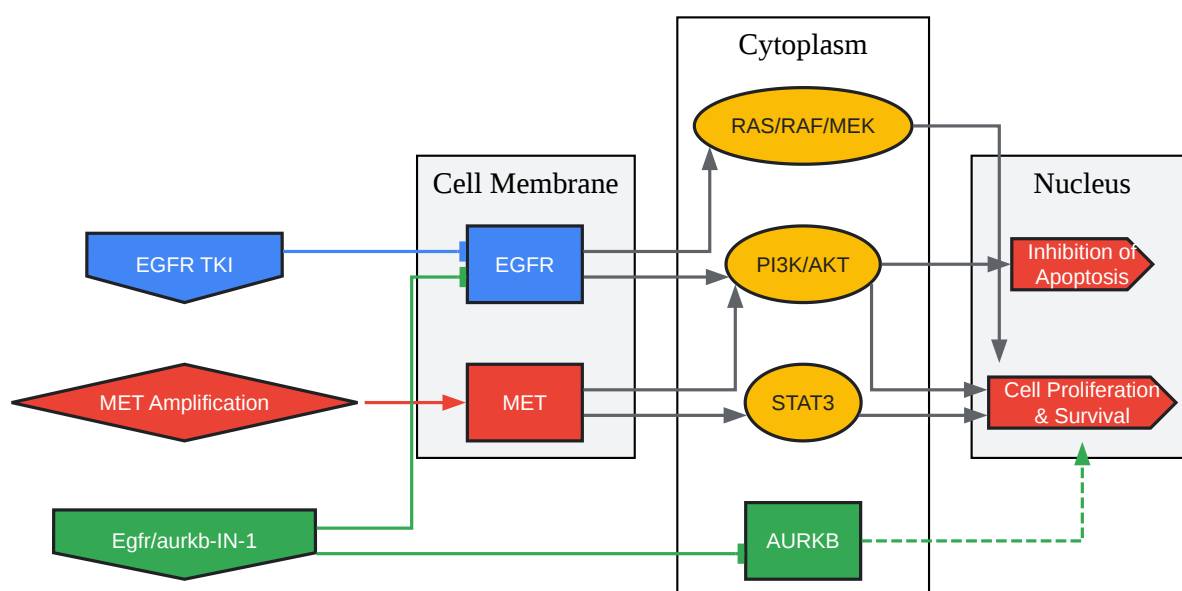 Cytoplasm
RAS/RAF/MEK
Cell Membrane
Nucleus
EGFR TKI
EGFR
PI3K/AKT
Inhibition of
Apoptosis
MET Amplification
MET
STAT3
Cell Proliferation
& Survival
Egfr/aurkb-IN-1
AURKB